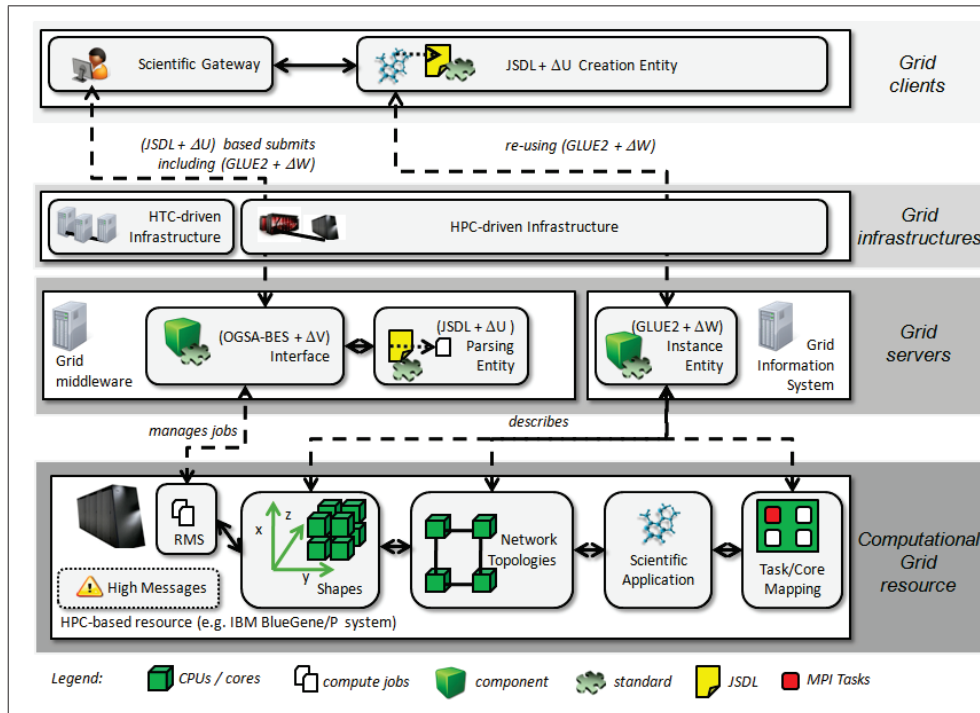 Scientific
Gateway
JSDL + ΔU Creation Entity
Grid
clients
(JSDL + ΔU) based submits
including (GLUE2 + ΔW)
re-using (GLUE2 + ΔW)
HTC-driven
Infrastructure
HPC-driven Infrastructure
Grid
infrastructures
Grid
middleware
(OGSA-BES + ΔV)
Interface
(JSDL + ΔU )
Parsing
Entity
(GLUE2 + ΔW)
Instance
Entity
Grid
Information
System
Grid
servers
manages jobs
describes
RMS
x
z
y
Shapes
Network
Topologies
Scientific
Application
Task/Core
Mapping
High Messages
HPC-based resource (e.g. IBM BlueGene/P system)
Computational
Grid
resource
Legend:
CPUs / cores
compute jobs
component
standard
JSDL
MPI Tasks